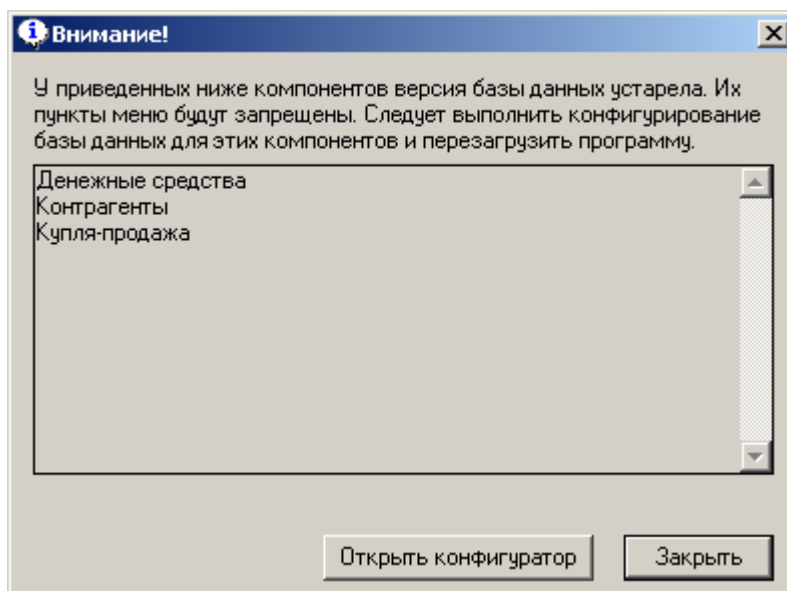 Внимание!
У приведенных ниже компонентов версия базы данных устарела. Их
пункты меню будут запрещены. Следует выполнить конфигурирование
базы данных для этих компонентов и перезагрузить программу.
Денежные средства
Контрагенты
Купля-продажа
Открыть конфигуратор
Закрыть